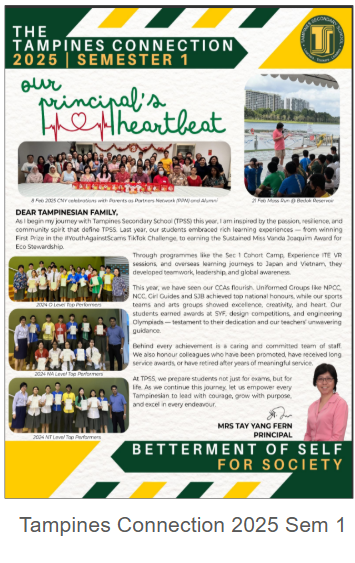 THE
TAMPINES CONNECTION
2025 | SEMESTER 1
our
principal's
heartbeat
8 Feb 2025 CNY celebrations with Parents as Partners Network (PPN) and Alumni
21 Feb Mass Run @ Bedok Reservoir
DEAR TAMPINESIAN FAMILY,
As I begin my journey with Tampines Secondary School (TPSS) this year, I am inspired by the passion, resilience, and
community spirit that define TPSS. Last year, our students embraced rich learning experiences — from winning
First Prize in the #YouthAgainstScams TikTok Challenge, to earning the Sustained Miss Vanda Joaquim Award for
Eco Stewardship.
Through programmes like the Sec 1 Cohort Camp, Experience ITE VR
sessions, and overseas learning journeys to Japan and Vietnam, they
developed teamwork, leadership, and global awareness.
2024 O Level Top Performers
This year, we have seen our CCAs flourish. Uniformed Groups like NPCC,
NCC, Girl Guides and SJB achieved top national honours, while our sports
teams and arts groups showed excellence, creativity, and heart. Our
students earned awards at SYF, design competitions, and engineering
Olympiads — testament to their dedication and our teachers' unwavering
guidance.
2024 NA Level Top Performers
Behind every achievement is a caring and committed team of staff.
We also honour colleagues who have been promoted, have received long
service awards, or have retired after years of meaningful service.
At TPSS, we prepare students not just for exams, but for
life. As we continue this journey, let us empower every
Tampinesian to lead with courage, grow with purpose,
and excel in every endeavour.
2024 NT Level Top Performers
MRS TAY YANG FERN
PRINCIPAL
BETTERMENT OF SELF
FOR SOCIETY
Tampines Connection 2025 Sem 1